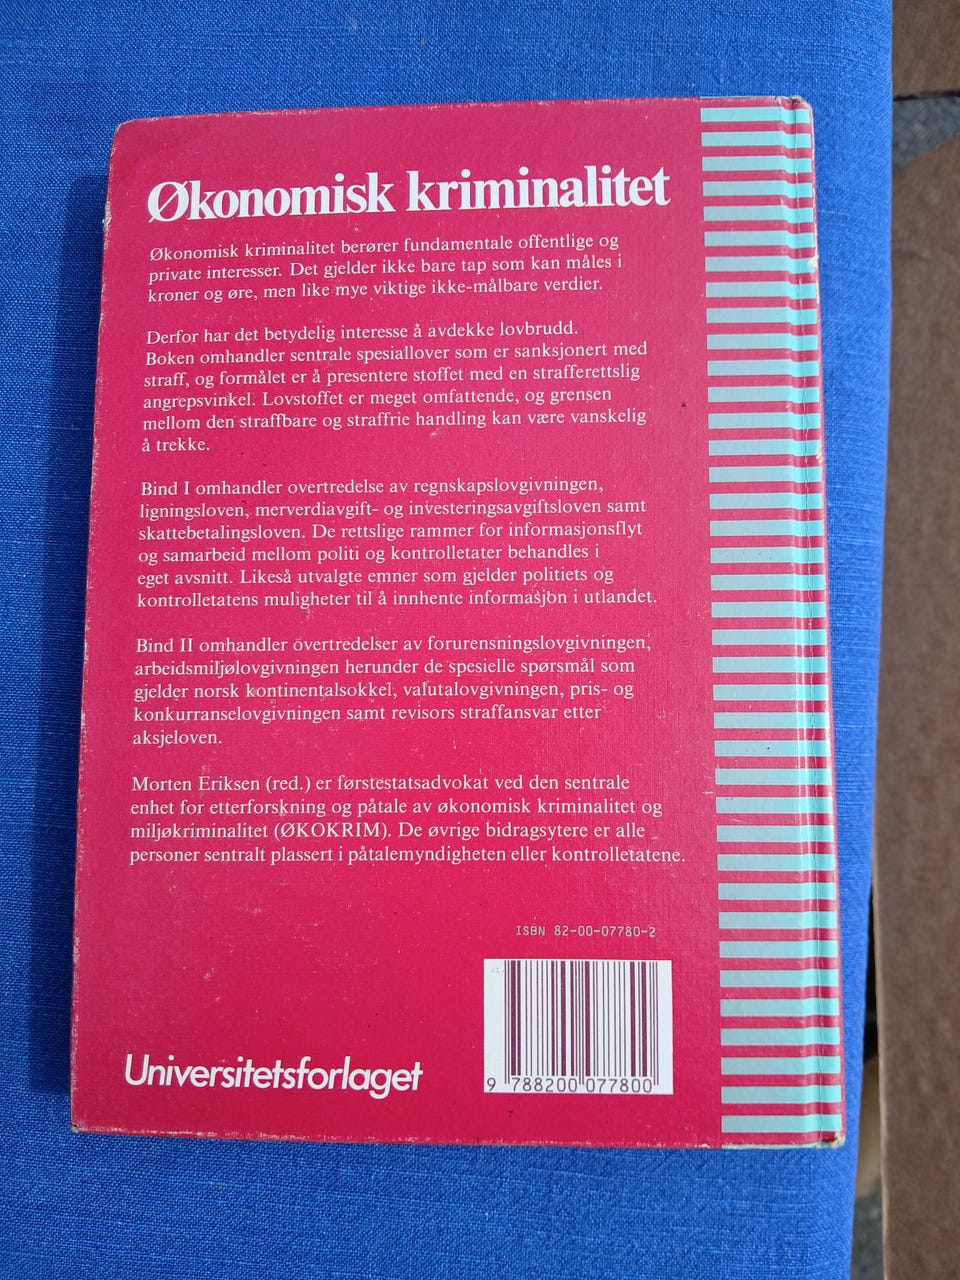 Økonomisk kriminalitet
Økonomisk kriminalitet berører fundamentale offentlige og
private interesser. Det gjelder ikke bare tap som kan måles i
kroner og øre, men like mye viktige ikke-målbare verdier.
Derfor har det betydelig interesse å avdekke lovbrudd.
Boken omhandler sentrale spesiallover som er sanksjonert med
straff, og formålet er å presentere stoffet med en strafferettslig
angrepsvinkel. Lovstoffet er meget omfattende, og grensen
mellom den straffbare og straffrie handling kan være vanskelig
å trekke.
Bind I omhandler overtredelse av regnskapslovgivningen,
ligningsloven, merverdiavgift- og investeringsavgiftsloven samt
skattebetalingsloven. De rettslige rammer for informasjonsflyt
og samarbeid mellom politi og kontrolletater behandles i
eget avsnitt. Likeså utvalgte emner som gjelder politiets og
kontrolletatens muligheter til å innhente informasjon i utlandet.
Bind II omhandler overtredelser av forurensningslovgivningen,
arbeidsmiljølovgivningen herunder de spesielle spørsmål som
gjelder norsk kontinentalsokkel, valutalovgivningen, pris- og
konkurranselovgivningen samt revisors straffansvar etter
aksjeloven.
Morten Eriksen (red.) er førstestatsadvokat ved den sentrale
enhet for etterforskning og påtale av økonomisk kriminalitet og
miljøkriminalitet (ØKOKRIM). De øvrige bidragsytere er alle
personer sentralt plassert i påtalemyndigheten eller kontrolletatene.
ISBN 82-00-07780-2
9 788200 077800
Universitetsforlaget